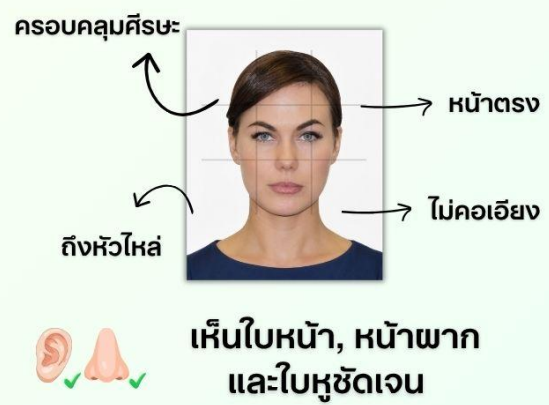 ครอบคลุมศีรษะ
หน้าตรง
ไม่คอเอียง
ถึงหัวไหล่
เห็นใบหน้า, หน้าผาก
และใบหูชัดเจน